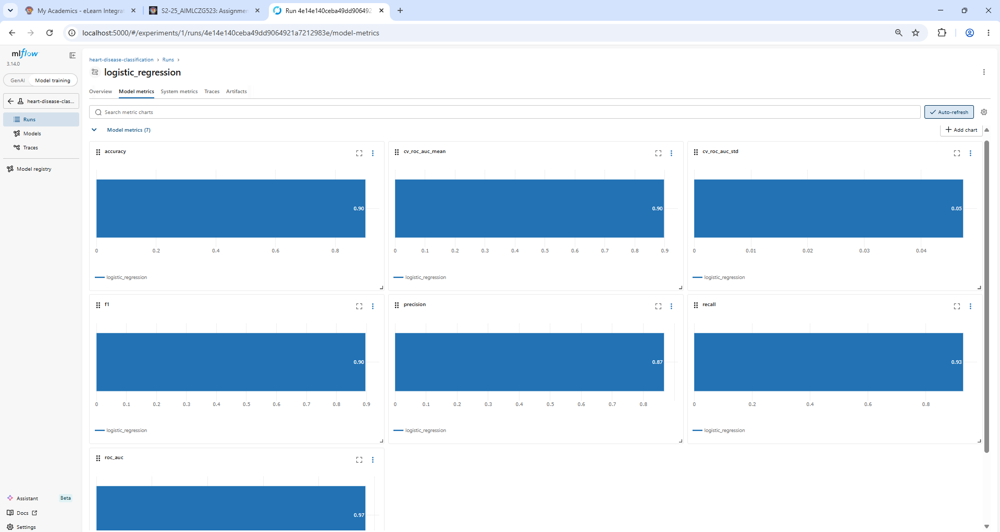 My Academics - eLearn Integra
S2-25_AIMLCZG523: Assignmen
Run 4e14e140ceba49dd906492
localhost:5000/#/experiments/1/runs/4e14e140ceba49dd9064921a7212983e/model-metrics
mlflow
3.14.0
GenAI
Model training
heart-disease-clas...
Runs
Models
Traces
Model registry
Assistant
Beta
Docs
Settings
heart-disease-classification
Runs
logistic_regression
Overview
Model metrics
System metrics
Traces
Artifacts
Search metric charts
Auto-refresh
Model metrics (7)
Add chart
accuracy
0.90
0 0.2 0.4 0.6 0.8
logistic_regression
cv_roc_auc_mean
0.90
0 0.1 0.2 0.3 0.4 0.5 0.6 0.7 0.8 0.9
logistic_regression
cv_roc_auc_std
0.05
0 0.01 0.02 0.03 0.04
logistic_regression
f1
0.90
0 0.1 0.2 0.3 0.4 0.5 0.6 0.7 0.8 0.9
logistic_regression
precision
0.87
0 0.1 0.2 0.3 0.4 0.5 0.6 0.7 0.8
logistic_regression
recall
0.93
0 0.2 0.4 0.6 0.8
logistic_regression
roc_auc
0.97